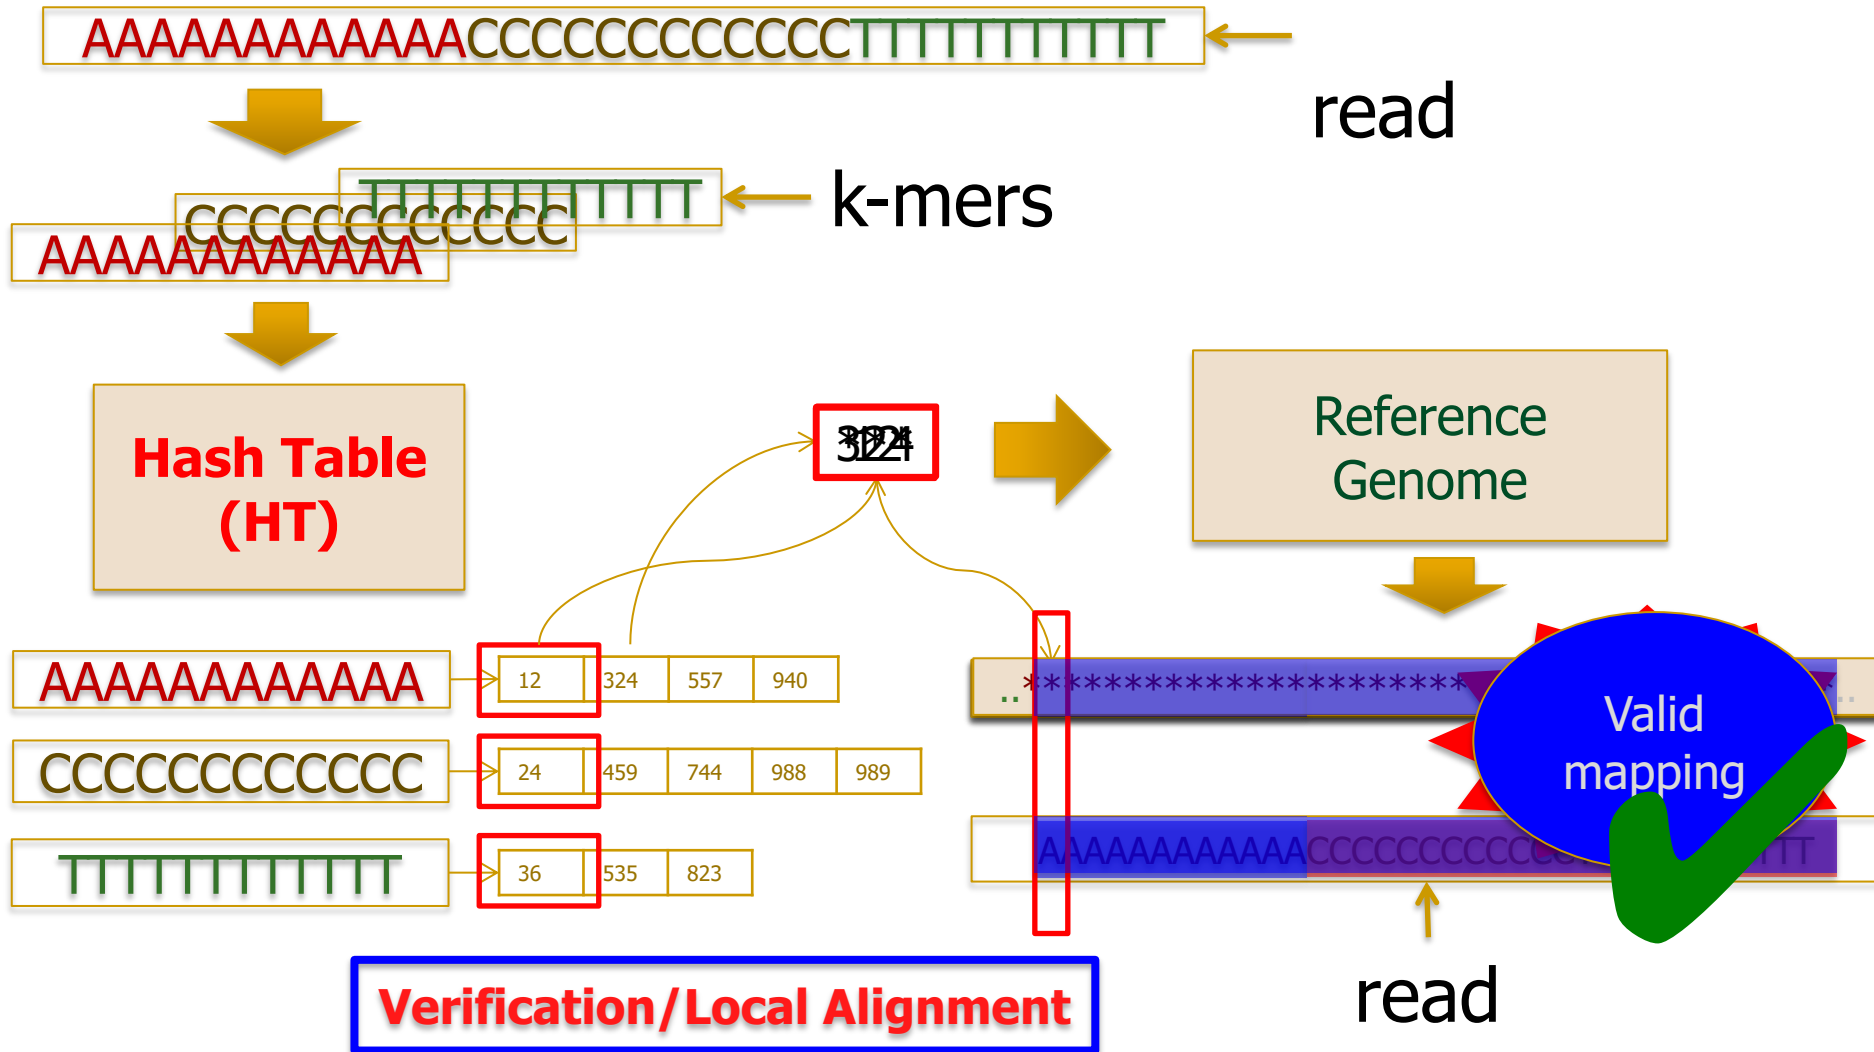 AAAAAAAAAAAACCCCCCCCCCCCTTTTTTTTTTT
read
k-mers
TTTTTTTTTTTT
CCCCCCCCCCCC
AAAAAAAAAAAA
Hash Table
(HT)
Reference
Genome
AAAAAAAAAAAA
12 324 557 940
CCCCCCCCCCCC
24 459 744 988 989
TTTTTTTTTTTT
36 535 823
Valid
mapping
read
Verification/Local Alignment